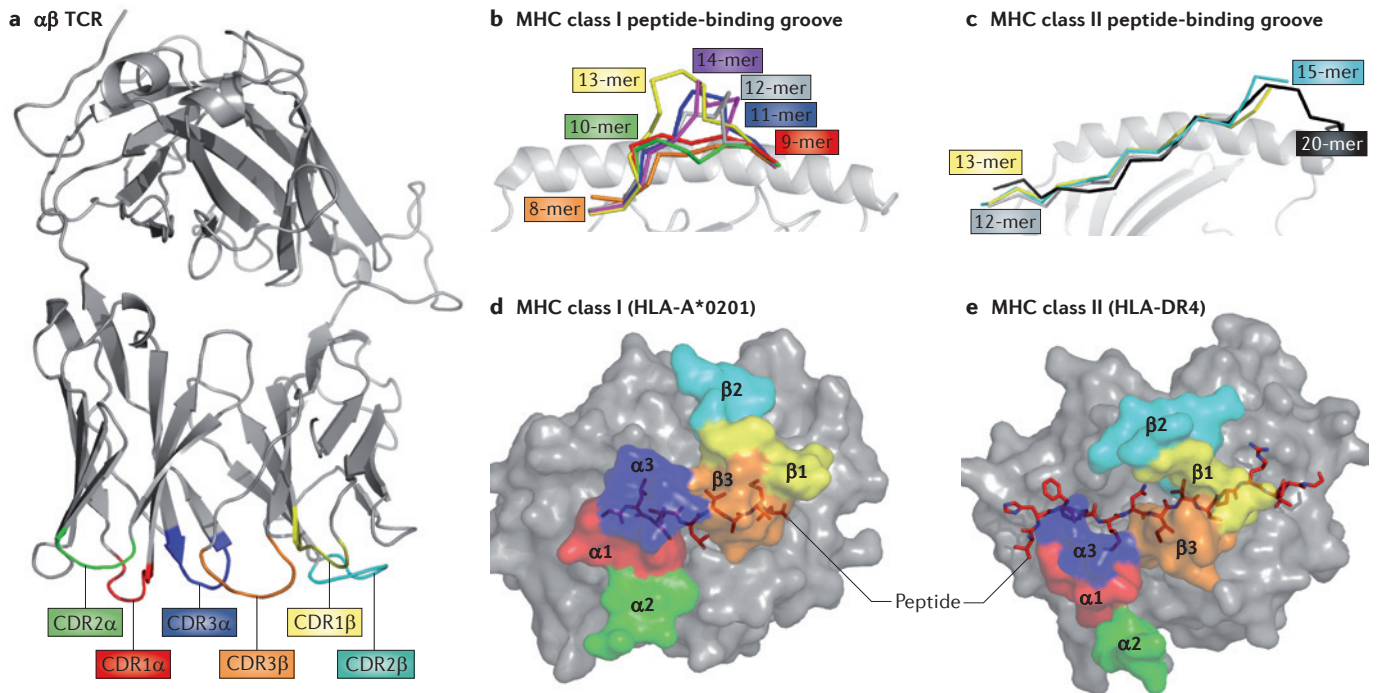 a αβ TCR
CDR2α
CDR1α
CDR3α
CDR3β
CDR1β
CDR2β
b MHC class I peptide-binding groove
14-mer
13-mer
12-mer
11-mer
10-mer
9-mer
8-mer
c MHC class II peptide-binding groove
15-mer
20-mer
13-mer
12-mer
d MHC class I (HLA-A*0201)
β2
α3
β3
β1
α1
α2
Peptide
e MHC class II (HLA-DR4)
β2
β1
α3
β3
α1
α2